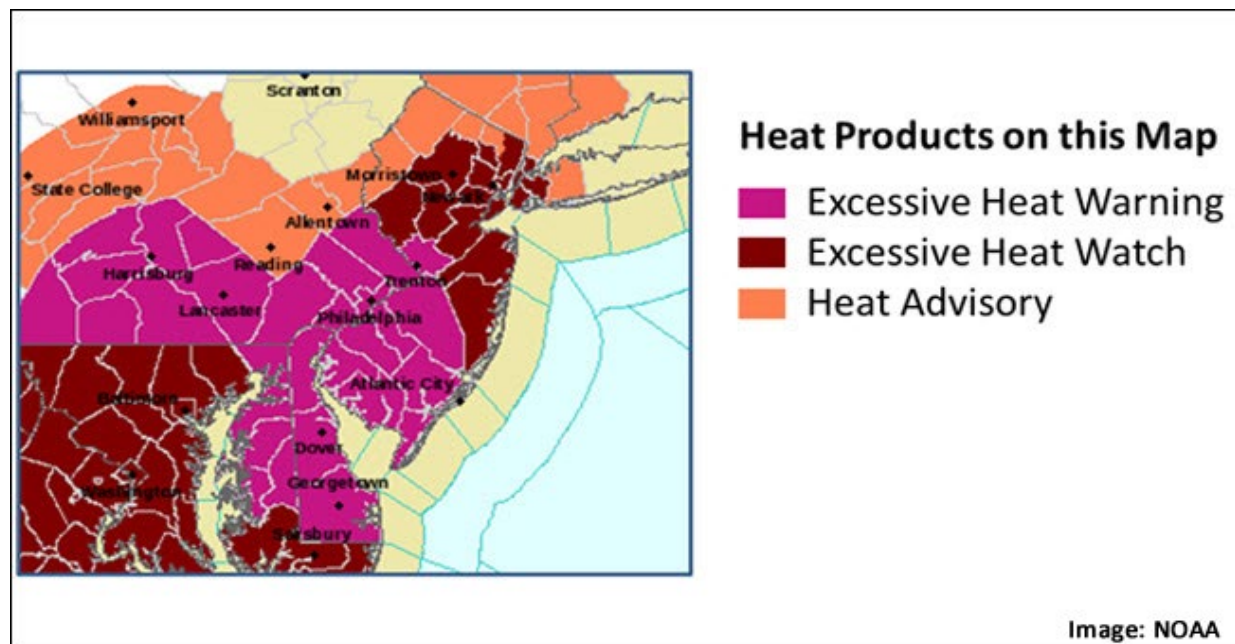 Scranton
Williamsport
Heat Products on this Map
State College
Morristown
Newark
Excessive Heat Warning
Allentown
Excessive Heat Watch
Harrisburg
Reading
Trenton
Lancaster
Philadelphia
Heat Advisory
Atlantic City
Baltimore
Dover
Washington
Georgetown
Salisbury
Image: NOAA